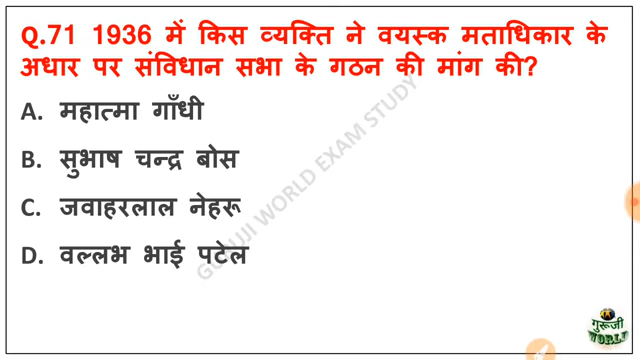 Q.71 1936 में किस व्यक्ति ने वयस्क मताधिकार के
अधार पर संविधान सभा के गठन की मांग की?
A. महात्मा गाँधी
B. सुभाष चन्द्र बोस
C. जवाहरलाल नेहरू
D. वल्लभ भाई पटेल
GURUJI WORLD EXAM STUDY
गुरूजी
WORLD